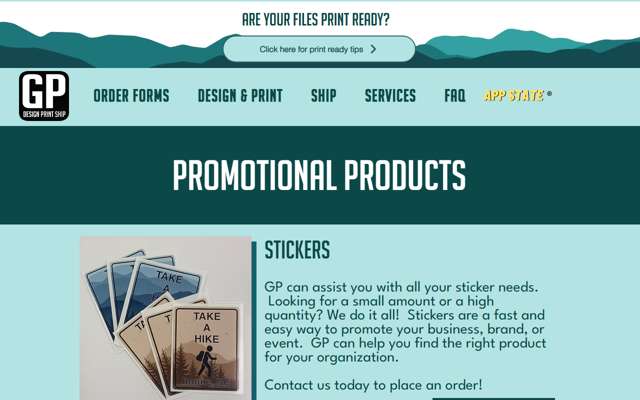 ARE YOUR FILES PRINT READY?
Click here for print ready tips
GP
DESIGN PRINT SHIP
ORDER FORMS
DESIGN & PRINT
SHIP
SERVICES
FAQ
APP STATE ®
PROMOTIONAL PRODUCTS
STICKERS
GP can assist you with all your sticker needs.
Looking for a small amount or a high
quantity? We do it all! Stickers are a fast and
easy way to promote your business, brand, or
event. GP can help you find the right product
for your organization.
Contact us today to place an order!
TAKE
A
TAKE
A
TAKE
A
HIKE